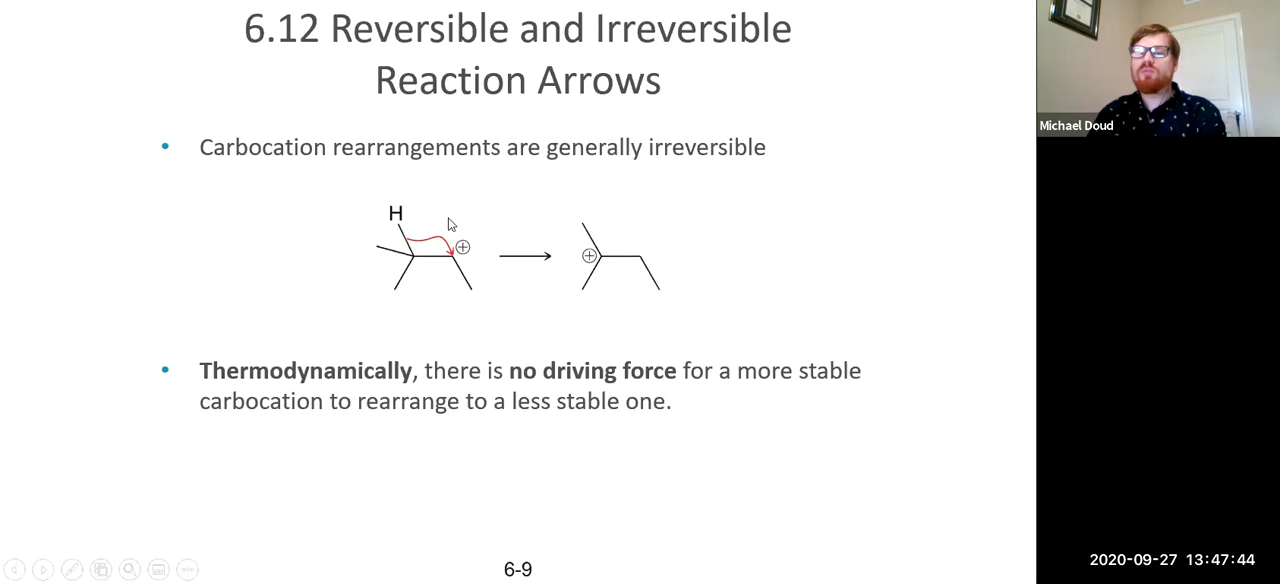 6.12 Reversible and Irreversible
Reaction Arrows
• Carbocation rearrangements are generally irreversible
H
⊕
⊕
• Thermodynamically, there is no driving force for a more stable
carbocation to rearrange to a less stable one.
6-9
Michael Doud
2020-09-27 13:47:44